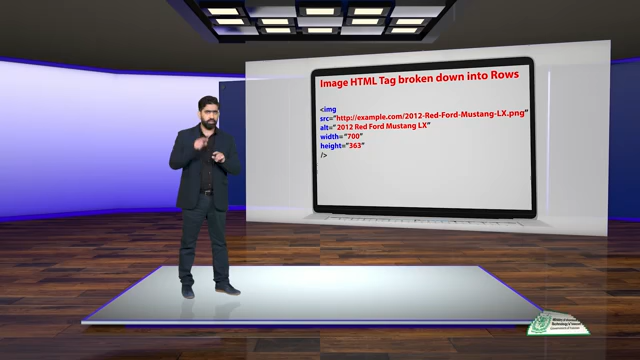 Image HTML Tag broken down into Rows
<img
src="http://example.com/2012-Red-Ford-Mustang-LX.png"
alt="2012 Red Ford Mustang LX"
width="700"
height="363"
/>